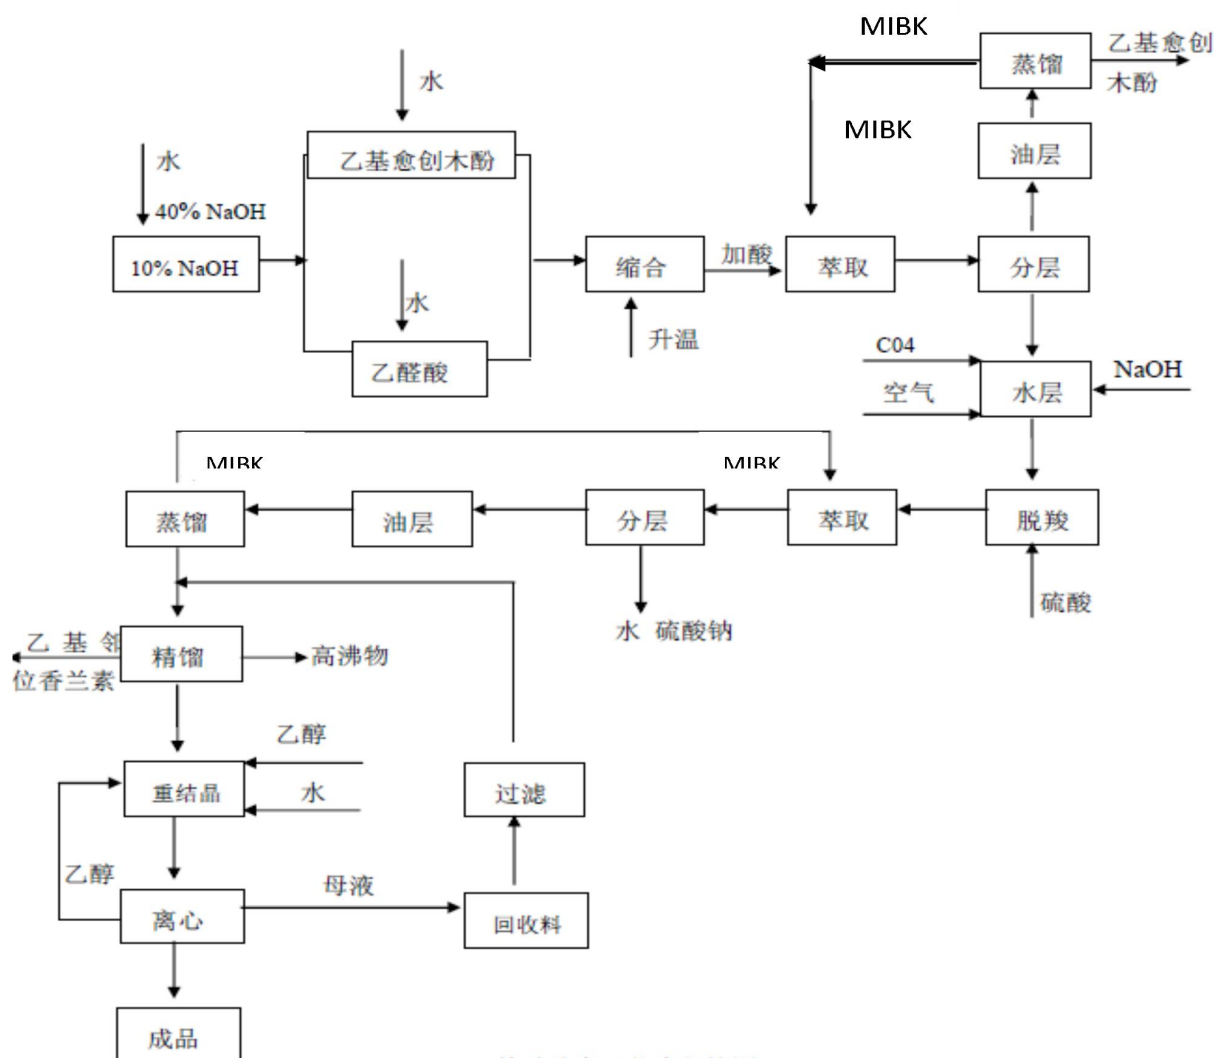 MIBK
蒸馏
乙基愈创
木酚
水
MIBK
油层
水
乙基愈创木酚
40% NaOH
10% NaOH
水
缩合
加酸
萃取
分层
升温
乙醛酸
C04
空气
水层
NaOH
MIBK
MIBK
蒸馏
油层
分层
萃取
脱羧
硫酸
水 硫酸钠
乙 基 邻
位香兰素
精馏
高沸物
乙醇
重结晶
水
过滤
乙醇
母液
离心
回收料
成品